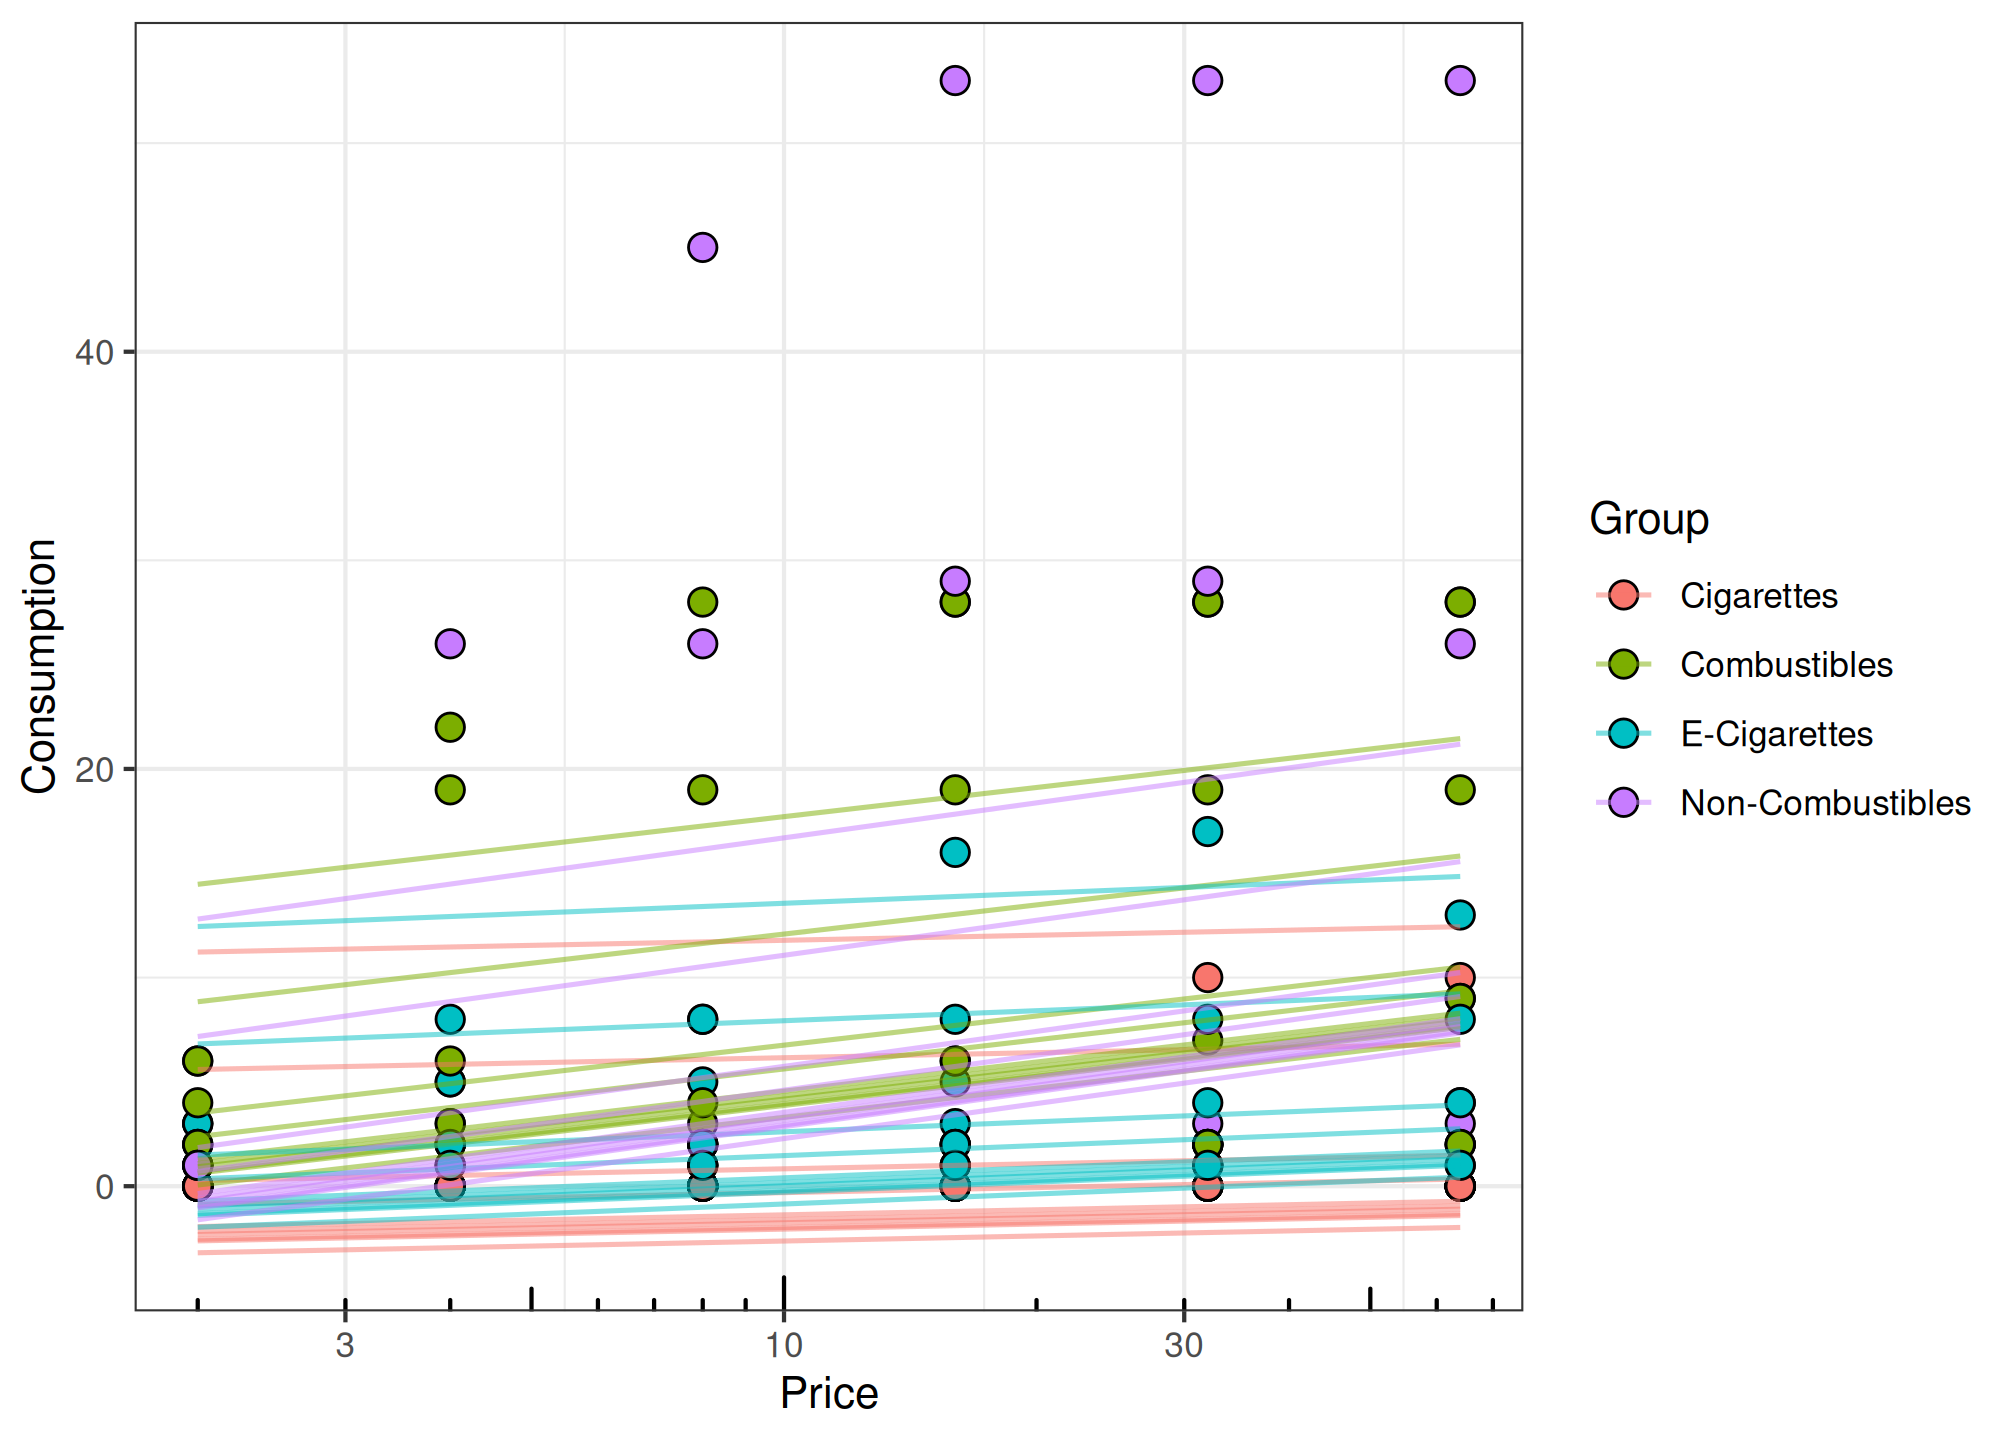 Consumption
40
20
0
3
10
30
Price
Group
Cigarettes
Combustibles
E-Cigarettes
Non-Combustibles